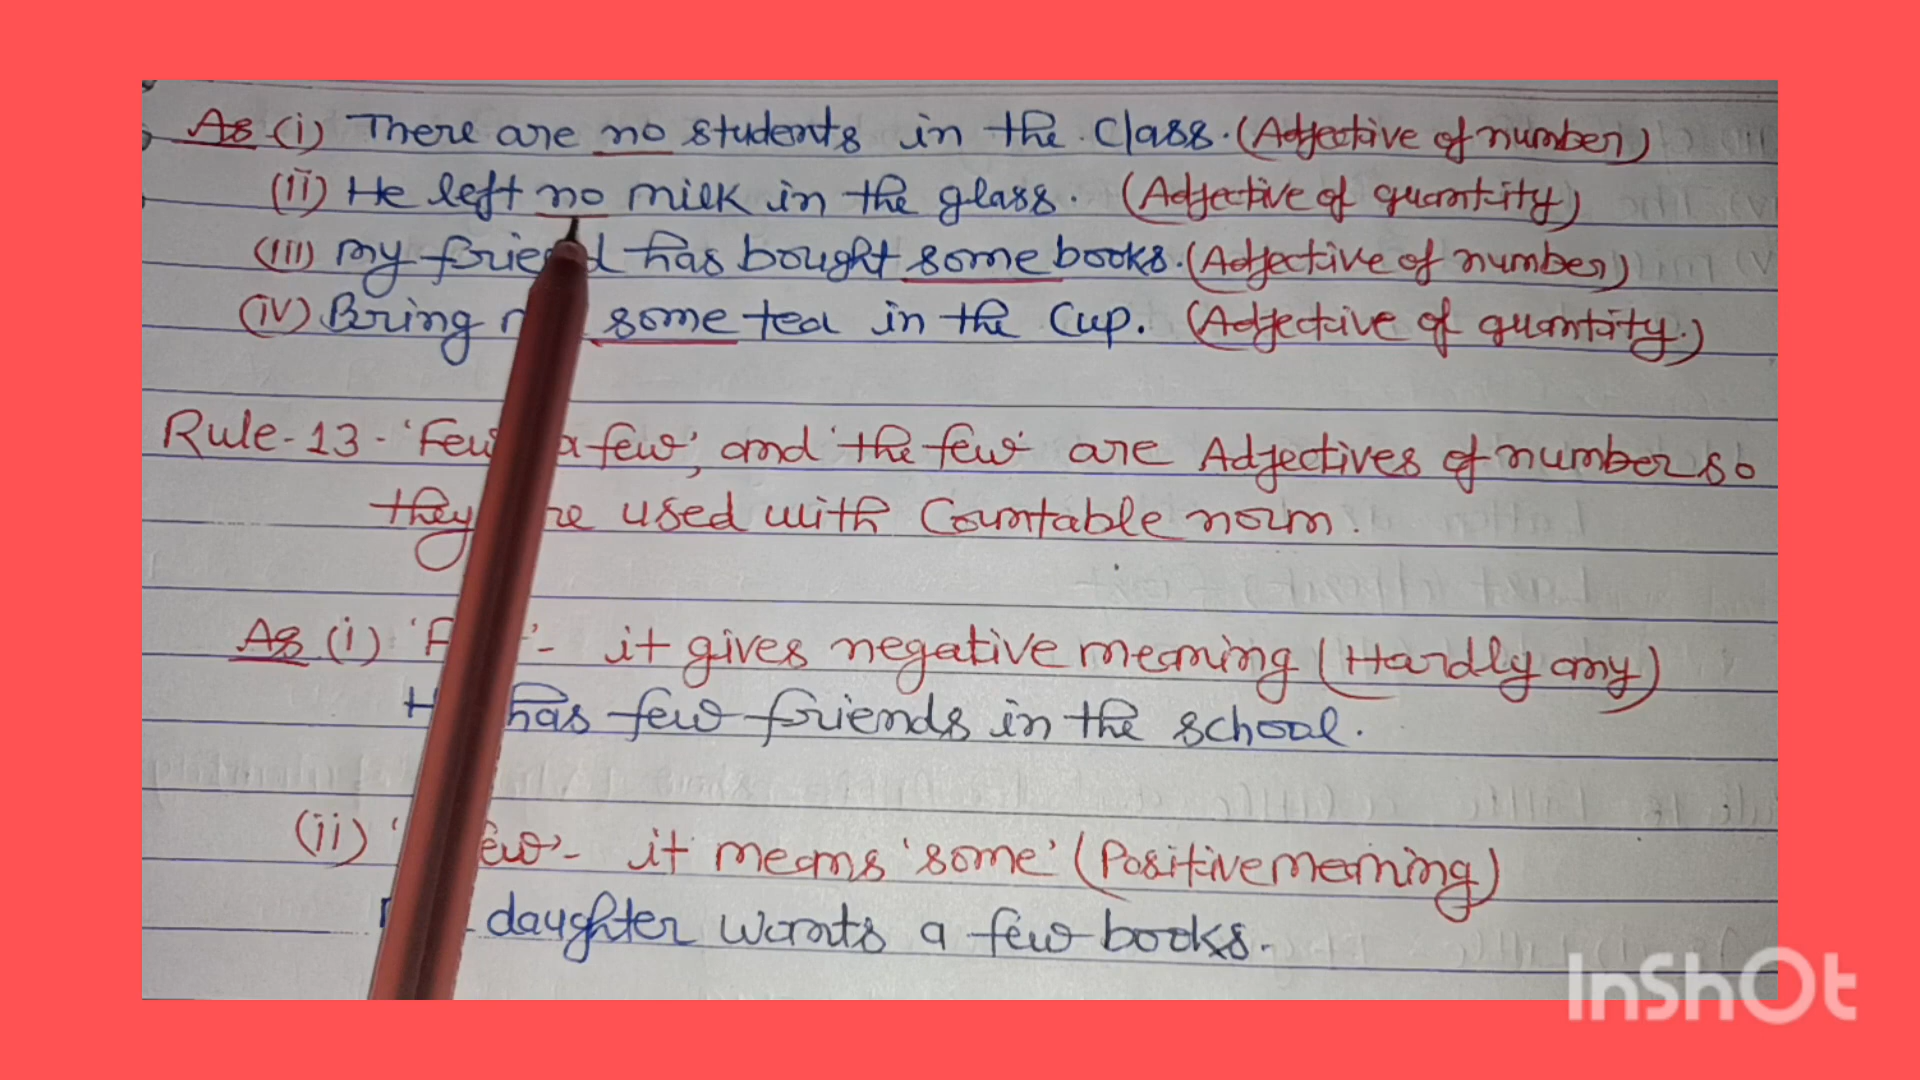 As (i) There are no students in the class. (Adjective of number)
(ii) He left no milk in the glass. (Adjective of quantity)
(iii) my friend has bought some books. (Adjective of number)
(iv) Bring some tea in the cup. (Adjective of quantity.)
Rule-13- 'Few a few', and 'the few' are Adjectives of number so
they are used with Countable noun.
As (i) 'F '- it gives negative meaning (Hardly any)
has few friends in the school.
(ii) ' ew'- it means 'some' (Positive meaning)
daughter wants a few books.
InShOt